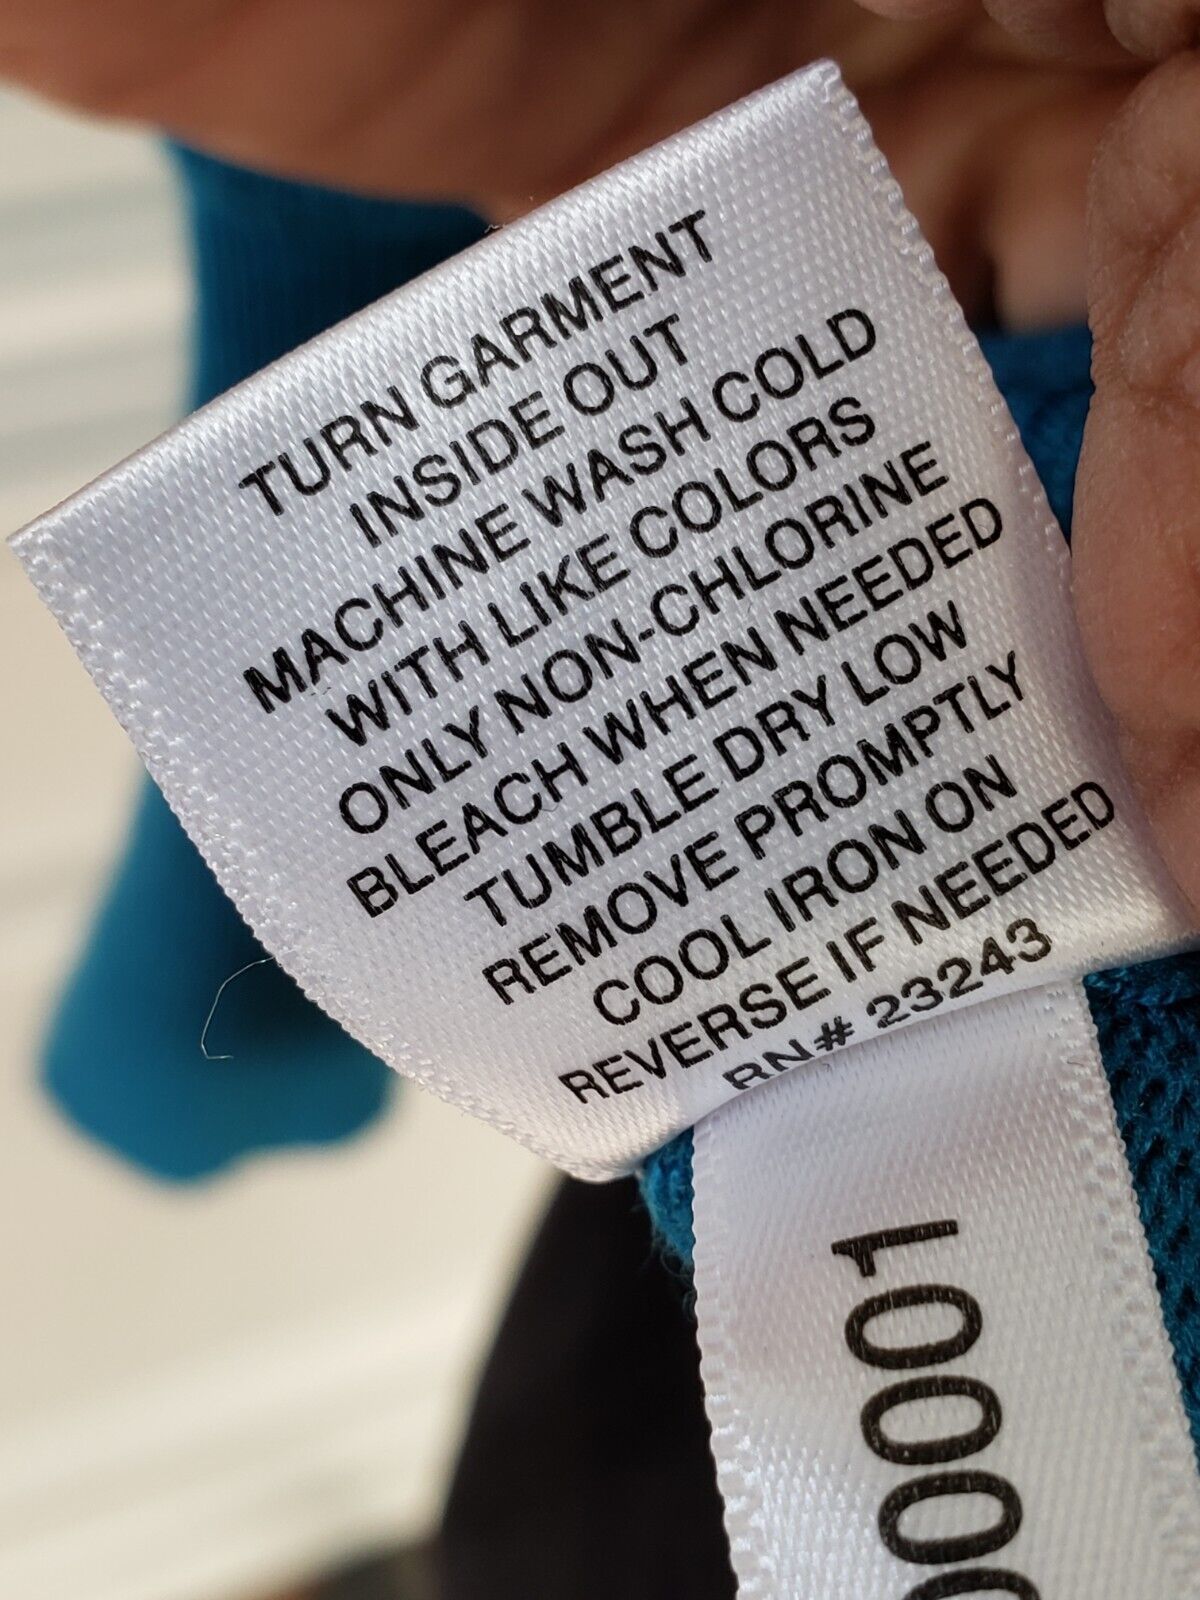 TURN GARMENT
INSIDE OUT
MACHINE WASH COLD
WITH LIKE COLORS
ONLY NON-CHLORINE
BLEACH WHEN NEEDED
TUMBLE DRY LOW
REMOVE PROMPTLY
COOL IRON ON
REVERSE IF NEEDED
RN# 23243
10000